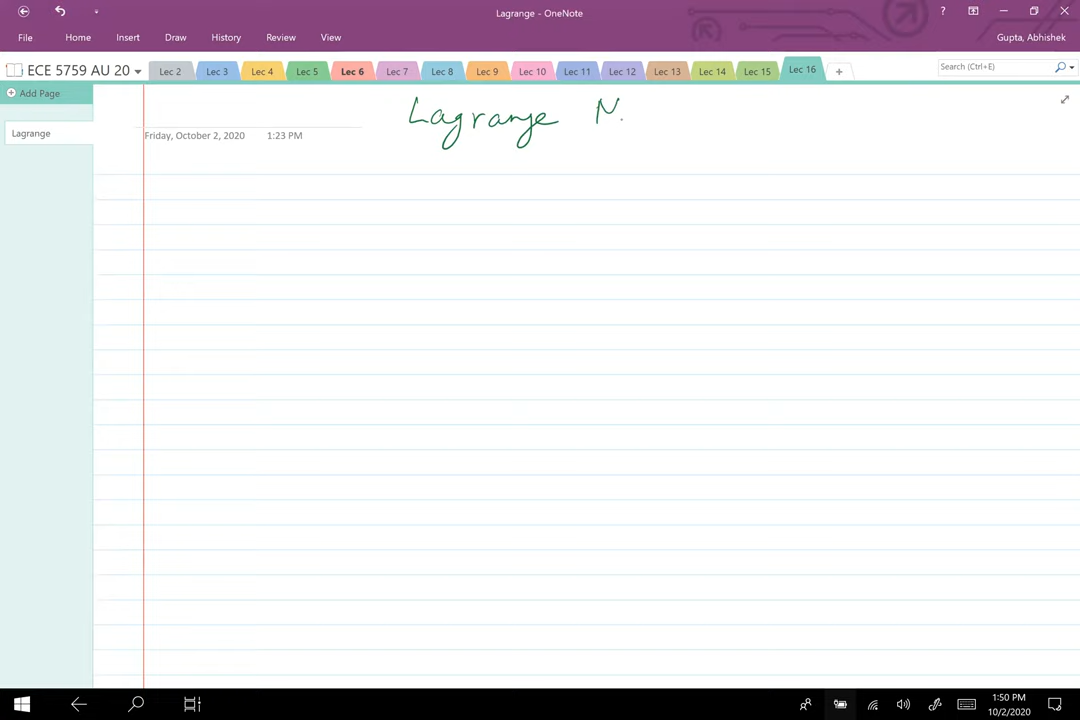 Lagrange - OneNote
File Home Insert Draw History Review View
Gupta, Abhishek
ECE 5759 AU 20 Lec 2 Lec 3 Lec 4 Lec 5 Lec 6 Lec 7 Lec 8 Lec 9 Lec 10 Lec 11 Lec 12 Lec 13 Lec 14 Lec 15 Lec 16
Search (Ctrl+E)
Add Page
Lagrange
Lagrange
Friday, October 2, 2020 1:23 PM
1:50 PM
10/2/2020